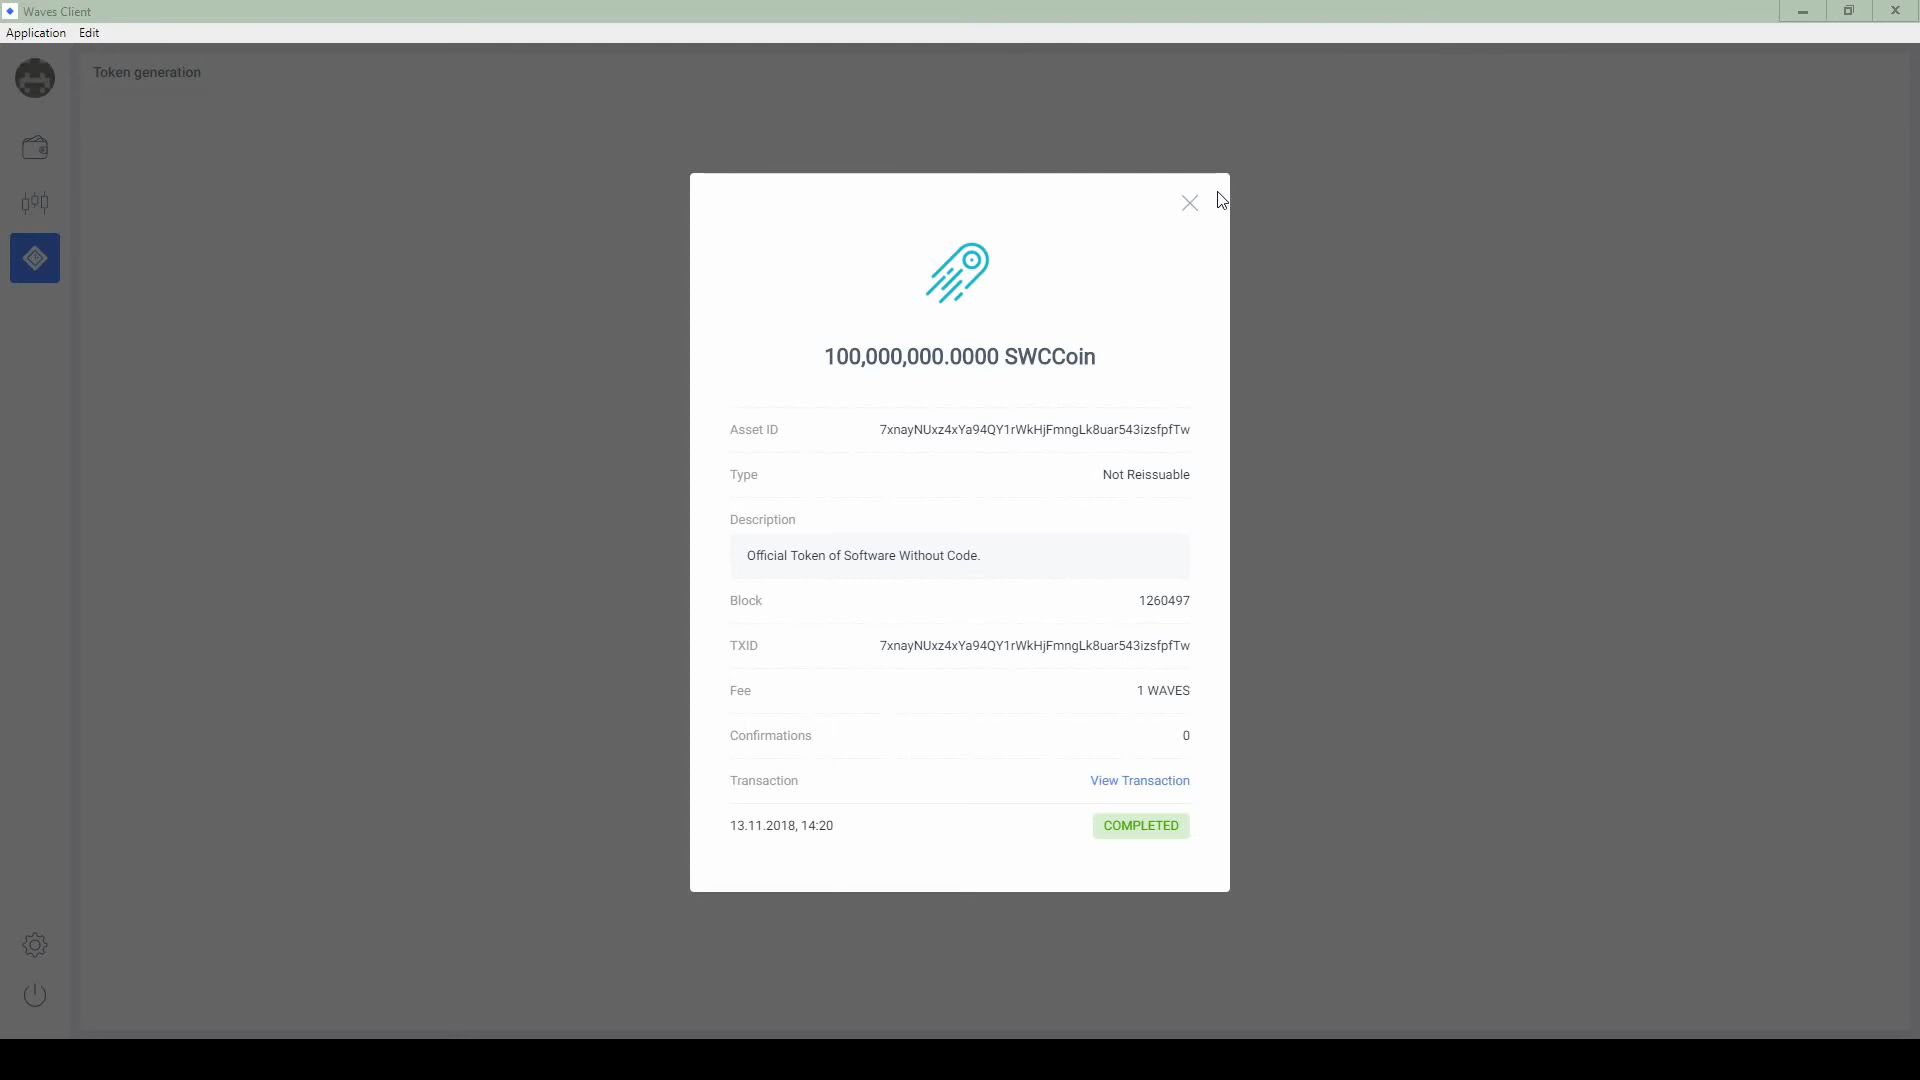 Waves Client
Application Edit
Token generation
100,000,000.0000 SWCCoin
Asset ID 7xnayNUxz4xYa94QY1rWkHjFmngLk8uar543izsfpfTw
Type Not Reissuable
Description
Official Token of Software Without Code.
Block 1260497
TXID 7xnayNUxz4xYa94QY1rWkHjFmngLk8uar543izsfpfTw
Fee 1 WAVES
Confirmations 0
Transaction View Transaction
13.11.2018, 14:20 COMPLETED